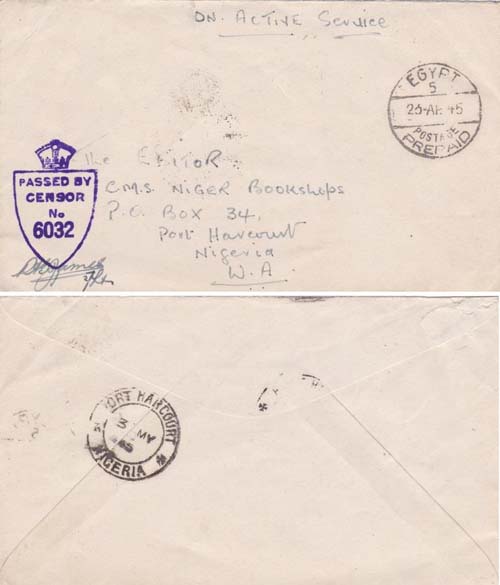 ON ACTIVE Service
EGYPT
5
25 AP 45
POSTAGE
PREPAID
PASSED BY
CENSOR
No
6032
The EDITOR
C.M.S. NIGER BOOKShops
P.O. BOX 34,
Port Harcourt
Nigeria
W.A.
PORT HARCOURT
3 MY
45
NIGERIA